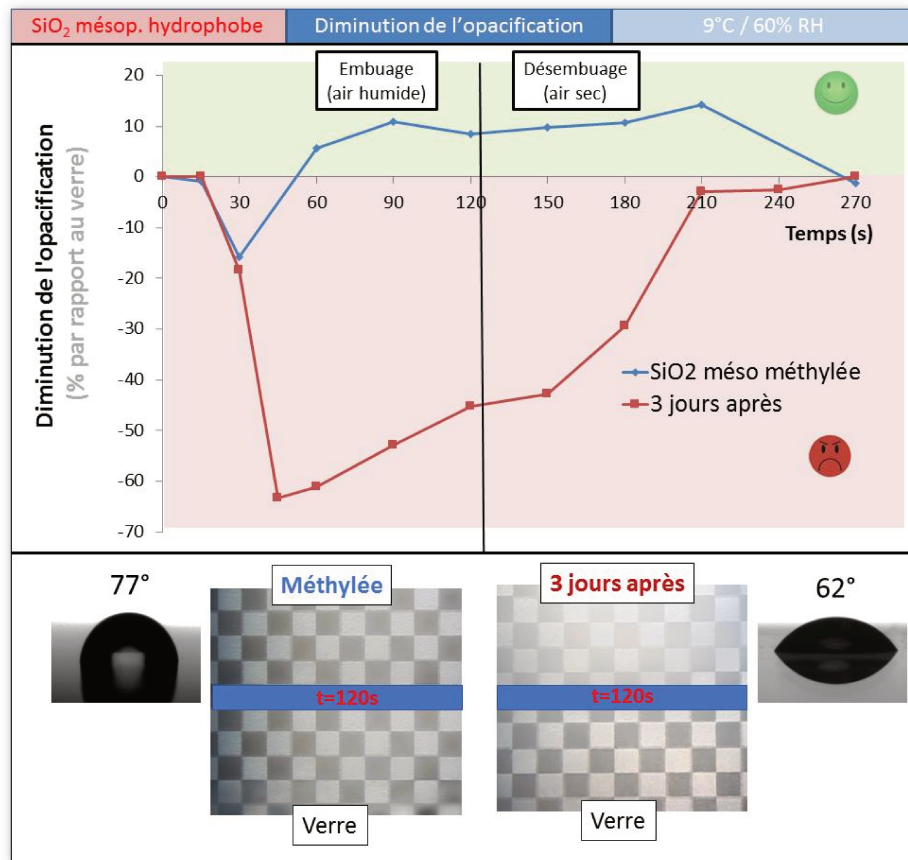 SiO₂ mésop. hydrophobe
Diminution de l'opacification
9°C / 60% RH
Diminution de l'opacification
(% par rapport au verre)
20
10
0
-10
-20
-30
-40
-50
-60
-70
Embuage
(air humide)
Désembuage
(air sec)
0
30
60
90
120
150
180
210
240
270
Temps (s)
SiO2 méso méthylée
3 jours après
77°
Méthylée
t=120s
Verre
3 jours après
t=120s
Verre
62°